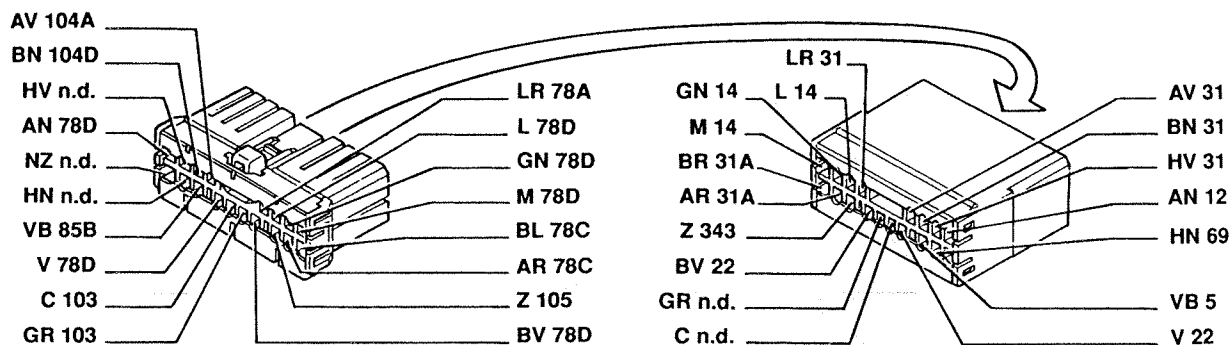 AV 104A
BN 104D
HV n.d.
AN 78D
NZ n.d.
HN n.d.
VB 85B
V 78D
C 103
GR 103
LR 78A
L 78D
GN 78D
M 78D
BL 78C
AR 78C
Z 105
BV 78D
LR 31
GN 14
L 14
M 14
BR 31A
AR 31A
Z 343
BV 22
GR n.d.
C n.d.
AV 31
BN 31
HV 31
AN 12
HN 69
VB 5
V 22